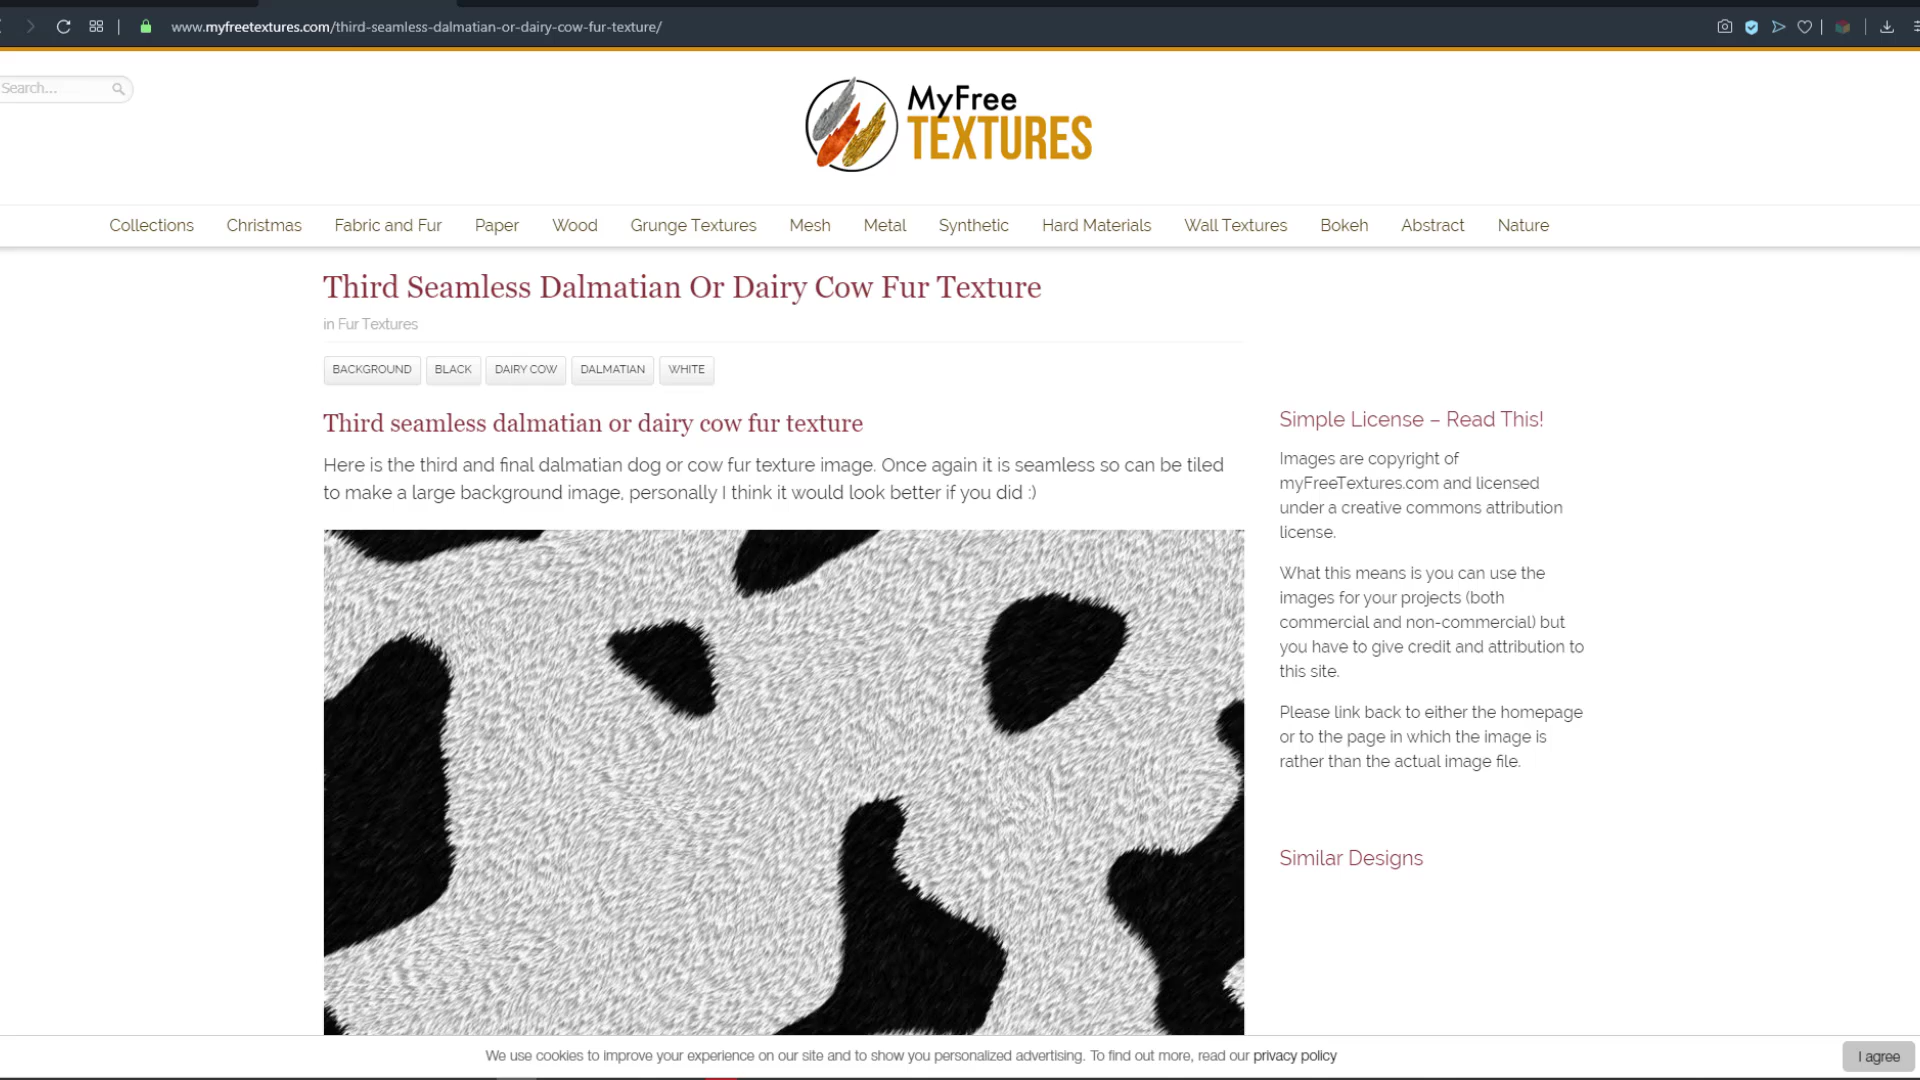 www.myfreetextures.com/third-seamless-dalmatian-or-dairy-cow-fur-texture/
Search...
MyFree
TEXTURES
Collections Christmas Fabric and Fur Paper Wood Grunge Textures Mesh Metal Synthetic Hard Materials Wall Textures Bokeh Abstract Nature
Third Seamless Dalmatian Or Dairy Cow Fur Texture
in Fur Textures
BACKGROUND BLACK DAIRY COW DALMATIAN WHITE
Third seamless dalmatian or dairy cow fur texture
Here is the third and final dalmatian dog or cow fur texture image. Once again it is seamless so can be tiled
to make a large background image, personally I think it would look better if you did :)
Simple License – Read This!
Images are copyright of
myFreeTextures.com and licensed
under a creative commons attribution
license.
What this means is you can use the
images for your projects (both
commercial and non-commercial) but
you have to give credit and attribution to
this site.
Please link back to either the homepage
or to the page in which the image is
rather than the actual image file.
Similar Designs
We use cookies to improve your experience on our site and to show you personalized advertising. To find out more, read our privacy policy
I agree